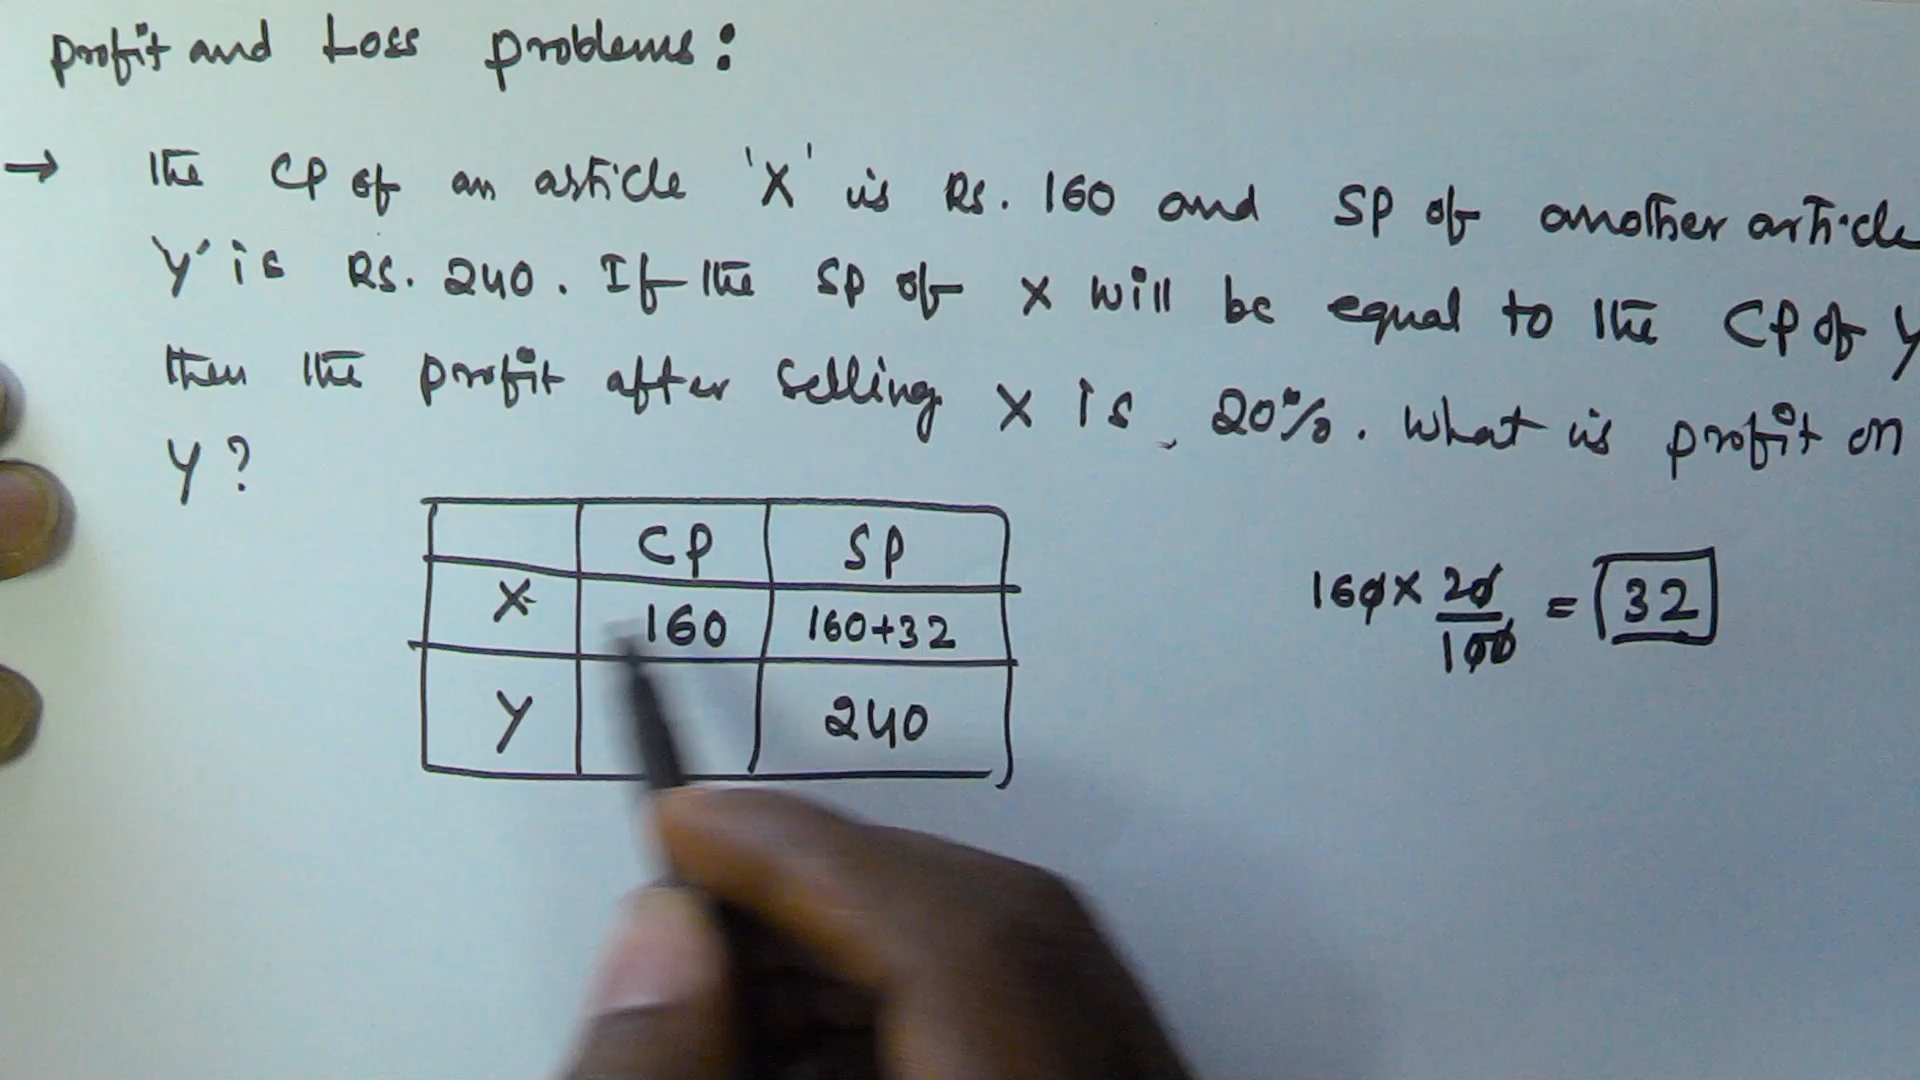 Profit and Loss problems:
→ The CP of an article 'X' is Rs. 160 and SP of another article
Y' is RS. 240. If the SP of X will be equal to the CP of Y
then the profit after selling X is 20%. What is profit on
Y?
CP SP
X 160 160+32
Y 240
160 × 20/100 = 32